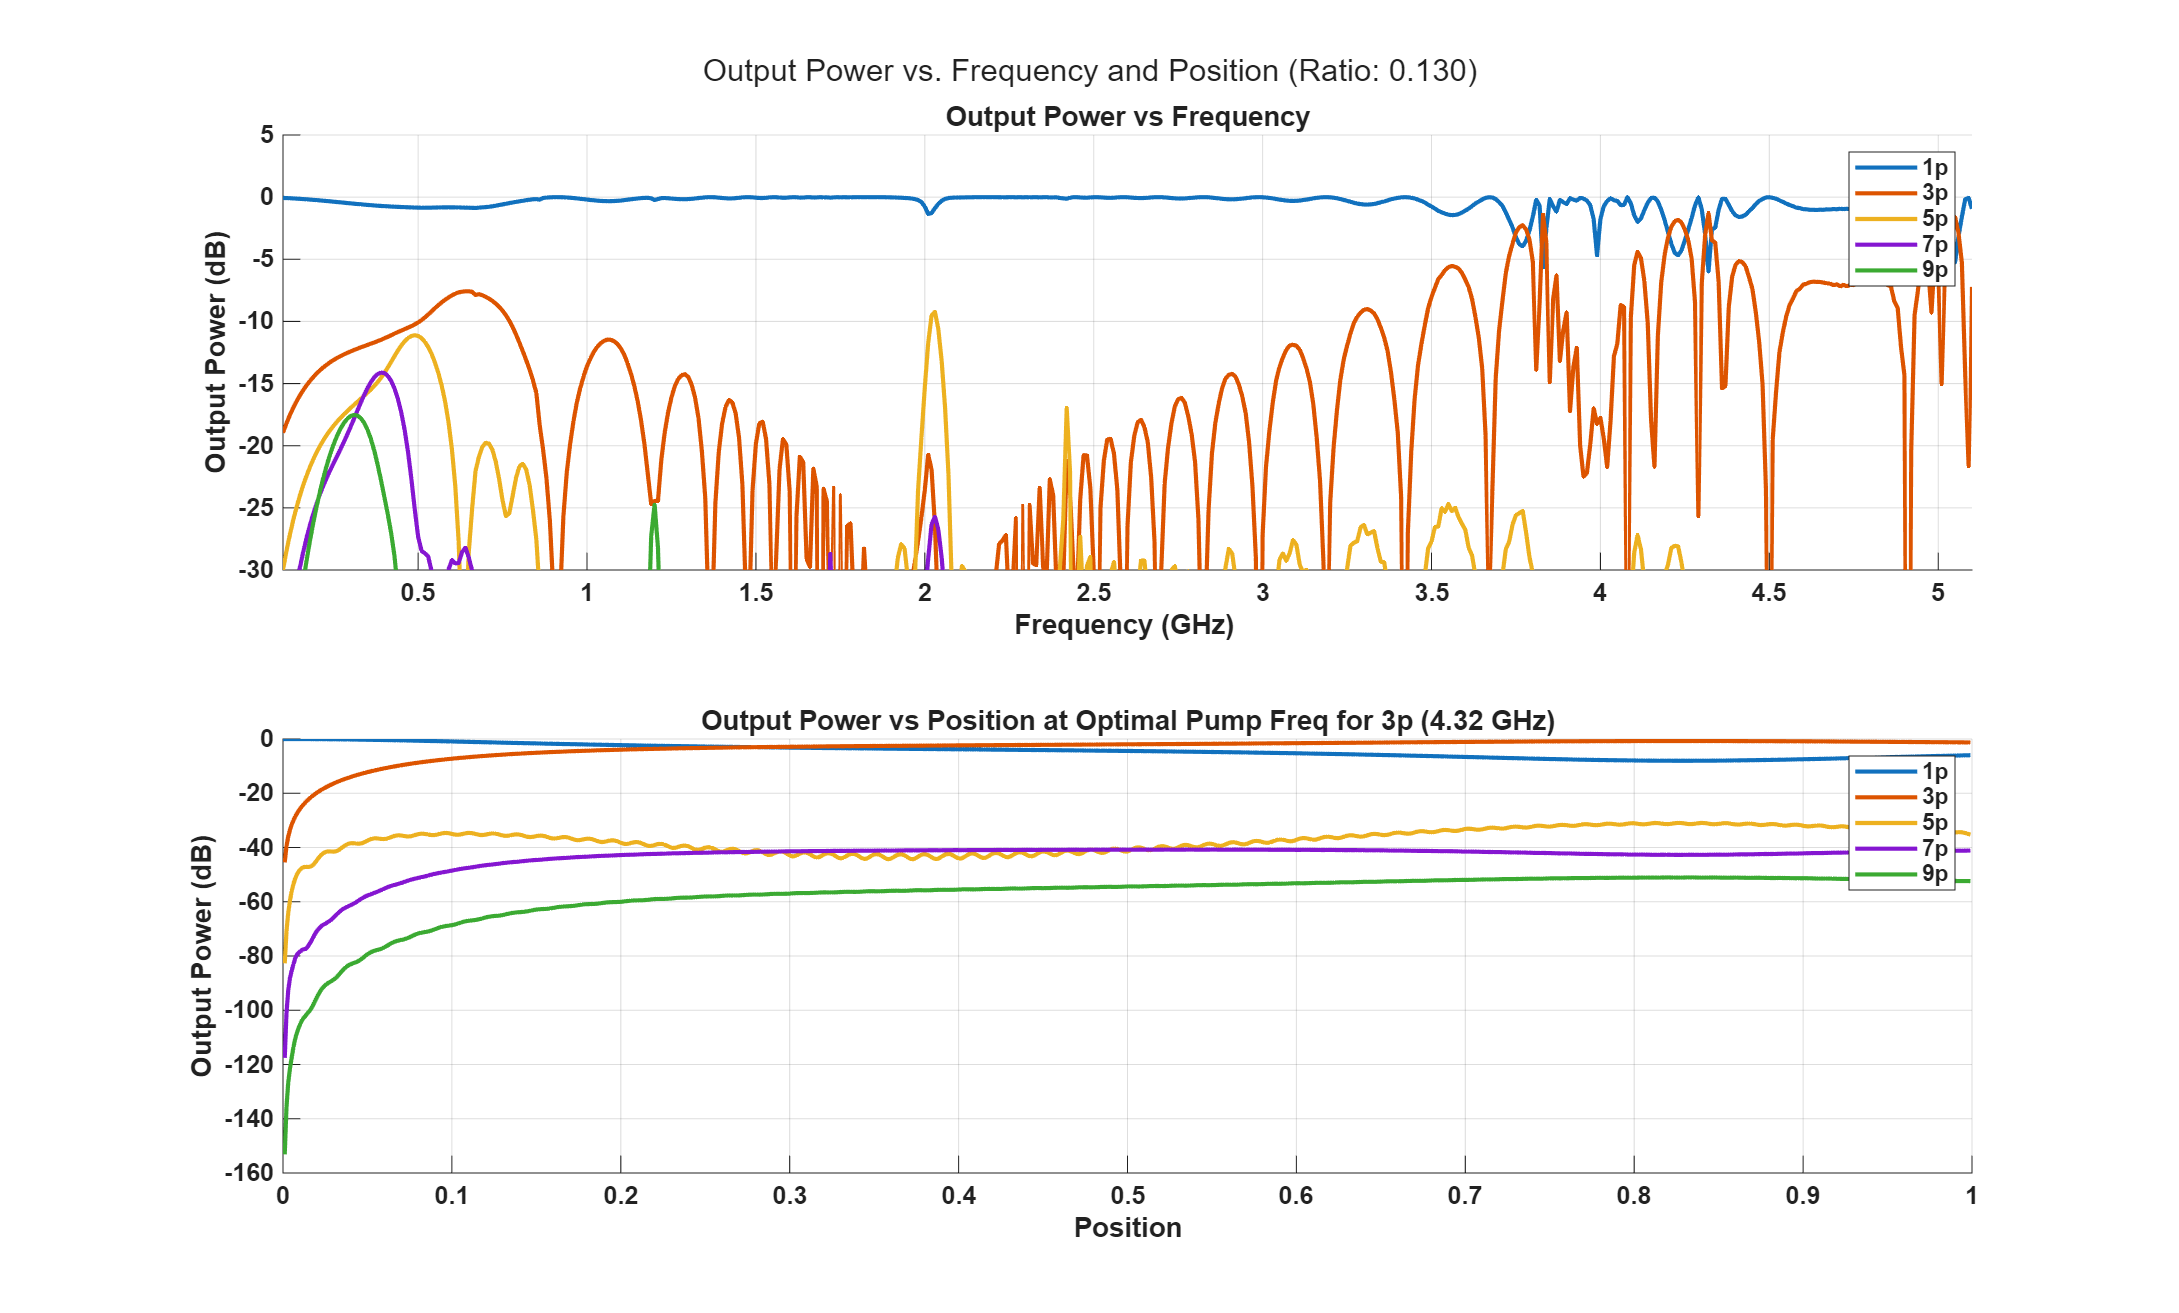 Output Power vs. Frequency and Position (Ratio: 0.130)
Output Power vs Frequency
5
0
-5
-10
-15
-20
-25
-30
Output Power (dB)
0.5 1 1.5 2 2.5 3 3.5 4 4.5 5
Frequency (GHz)
1p
3p
5p
7p
9p
Output Power vs Position at Optimal Pump Freq for 3p (4.32 GHz)
0
-20
-40
-60
-80
-100
-120
-140
-160
Output Power (dB)
0 0.1 0.2 0.3 0.4 0.5 0.6 0.7 0.8 0.9 1
Position
1p
3p
5p
7p
9p